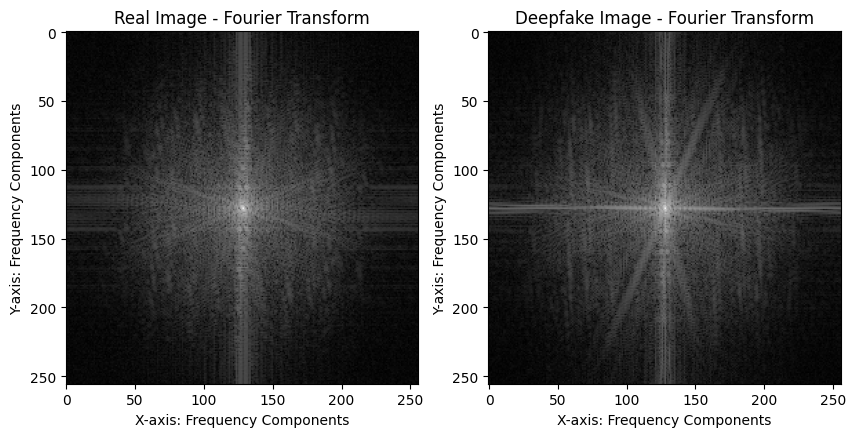 Real Image - Fourier Transform
Deepfake Image - Fourier Transform
Y-axis: Frequency Components
0
50
100
150
200
250
0 50 100 150 200 250
X-axis: Frequency Components
Y-axis: Frequency Components
0
50
100
150
200
250
0 50 100 150 200 250
X-axis: Frequency Components